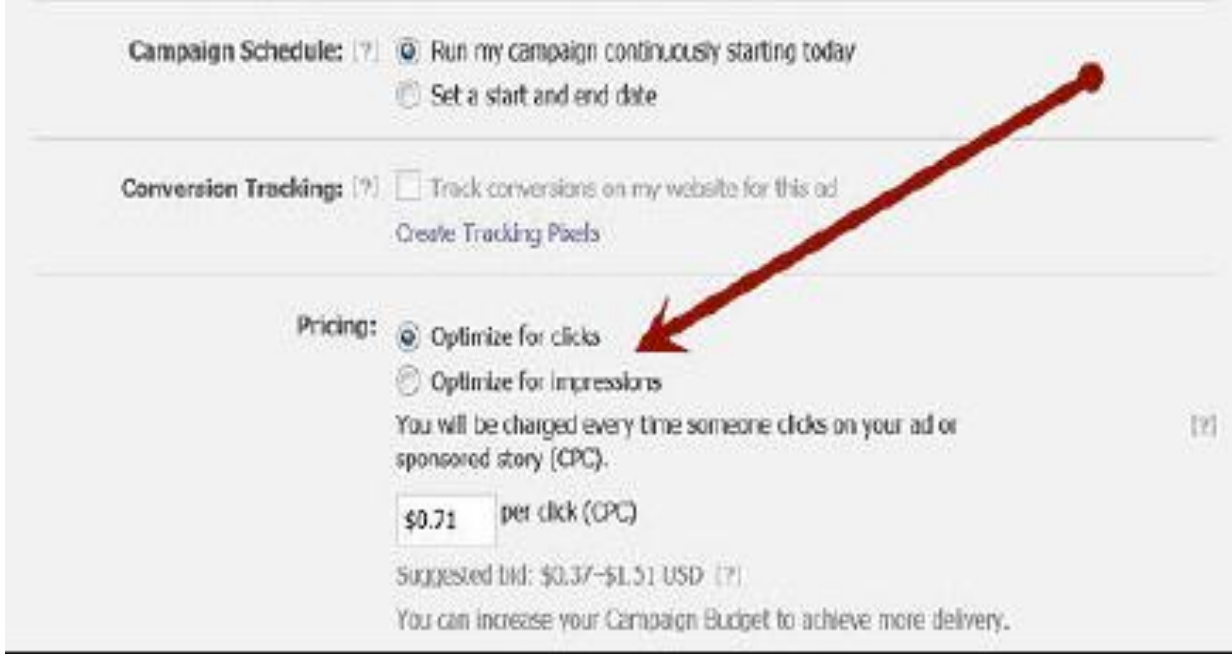 Campaign Schedule: [?] Run my campaign continuously starting today
Set a start and end date
Conversion Tracking: [?] Track conversions on my website for this ad
Create Tracking Pixels
Pricing: Optimize for clicks
Optimize for impressions
You will be charged every time someone clicks on your ad or [?]
sponsored story (CPC).
$0.71 per click (CPC)
Suggested bid: $0.37–$1.51 USD [?]
You can increase your Campaign Budget to achieve more delivery.